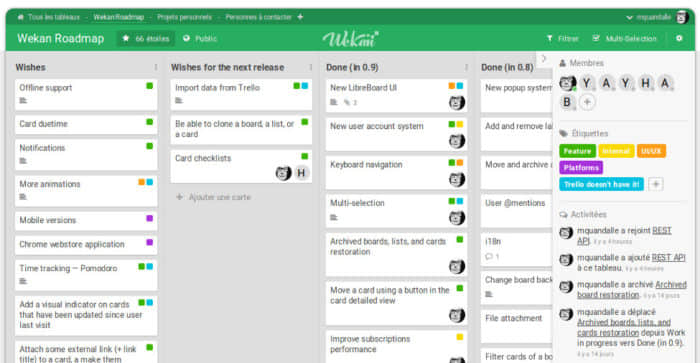 Tous les tableaux - Wekan Roadmap - Projets personnels - Personnes à contacter
mquandalle
Wekan Roadmap
66 étoiles
Public
Wekan
Filtrer
Multi-Selection
Wishes
Offline support
Card duetime
Notifications
More animations
Mobile versions
Chrome webstore application
Time tracking — Pomodoro
Add a visual indicator on cards
that have been updated since user
last visit
Attach some external link (+ link
title) to a card, a make them
Wishes for the next release
Import data from Trello
Be able to clone a board, a list, or
a card
Card checklists
H
Ajouter une carte
Done (in 0.9)
New LibreBoard UI
3
New user account system
Keyboard navigation
Multi-selection
Archived boards, lists, and cards
restoration
Move a card using a button in the
card detailed view
Improve subscriptions
performance
Done (in 0.8)
New popup system
Add and remove la
Move and archive a
User @mentions
i18n
1
Change board back
File attachment
Filter cards of a bo
Membres
Y A Y H A
B
Étiquettes
Feature
Internal
UI/UX
Platforms
Trello doesn't have it!
Activitées
mquandalle a rejoint REST
API. il y a 4 heures
mquandalle a ajouté REST API
à ce tableau. il y a 4 heures
mquandalle a archivé Archived
board restoration. il y a 14 jours
mquandalle a déplacé
Archived boards, lists, and
cards restoration depuis Work
in progress vers Done (in 0.9).
il y a 14 jours